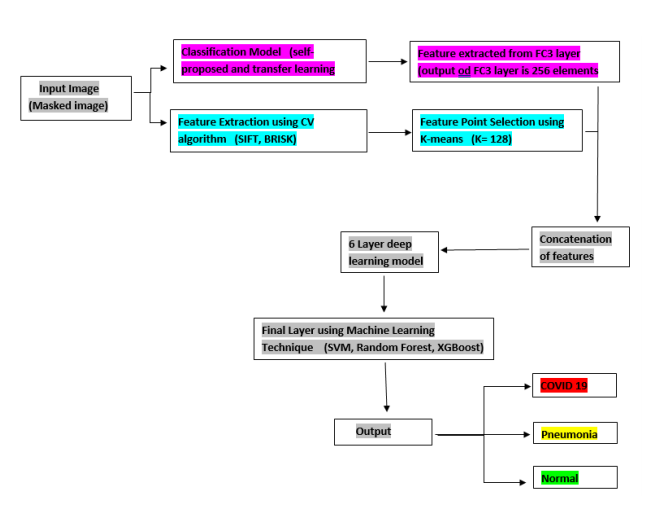 Classification Model (self-
proposed and transfer learning
Feature extracted from FC3 layer
(output od FC3 layer is 256 elements
Input Image
(Masked image)
Feature Extraction using CV
algorithm (SIFT, BRISK)
Feature Point Selection using
K-means (K= 128)
6 Layer deep
learning model
Concatenation
of features
Final Layer using Machine Learning
Technique (SVM, Random Forest, XGBoost)
Output
COVID 19
Pneumonia
Normal